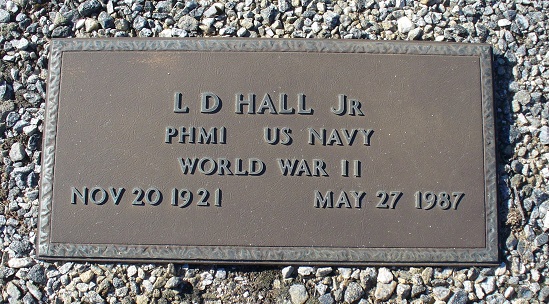 L D HALL JR
PHM1 US NAVY
WORLD WAR II
NOV 20 1921 MAY 27 1987